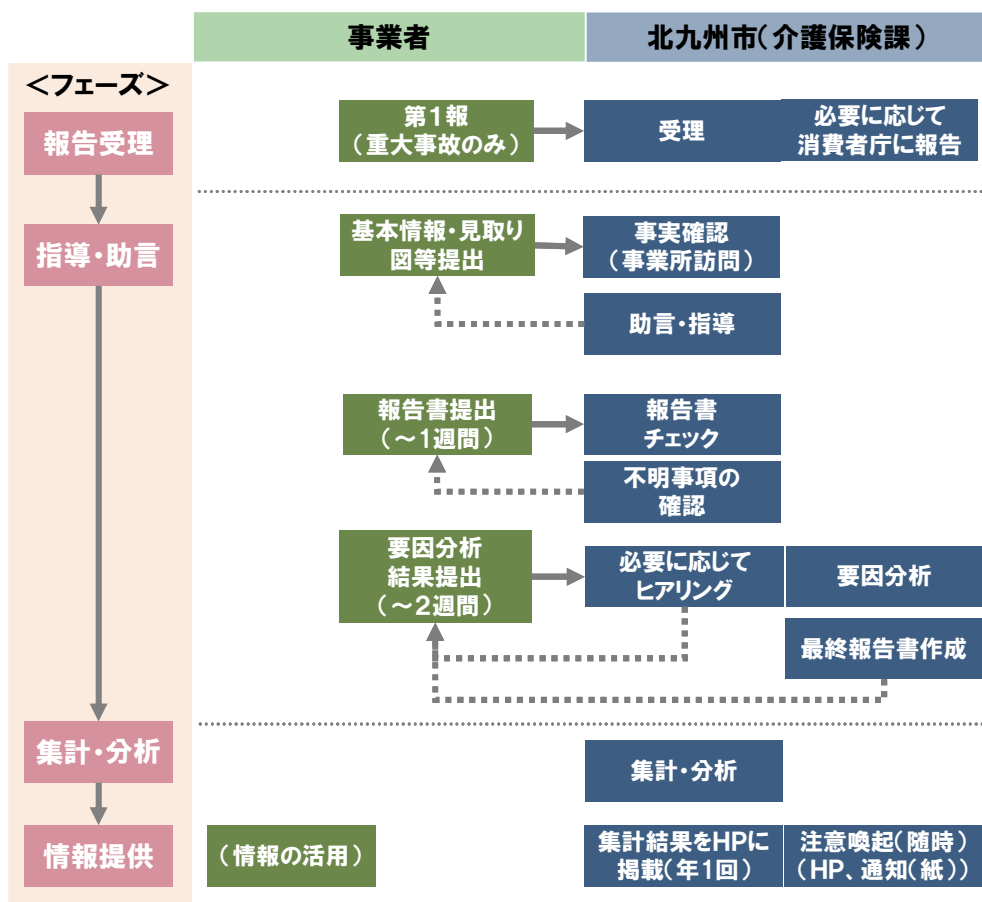 事業者
北九州市（介護保険課）
＜フェーズ＞
報告受理
第1報
（重大事故のみ）
受理
必要に応じて
消費者庁に報告
指導・助言
基本情報・見取り
図等提出
事実確認
（事業所訪問）
助言・指導
報告書提出
（～1週間）
報告書
チェック
不明事項の
確認
要因分析
結果提出
（～2週間）
必要に応じて
ヒアリング
要因分析
最終報告書作成
集計・分析
集計・分析
情報提供
（情報の活用）
集計結果をHPに
掲載（年1回）
注意喚起（随時）
（HP、通知（紙））